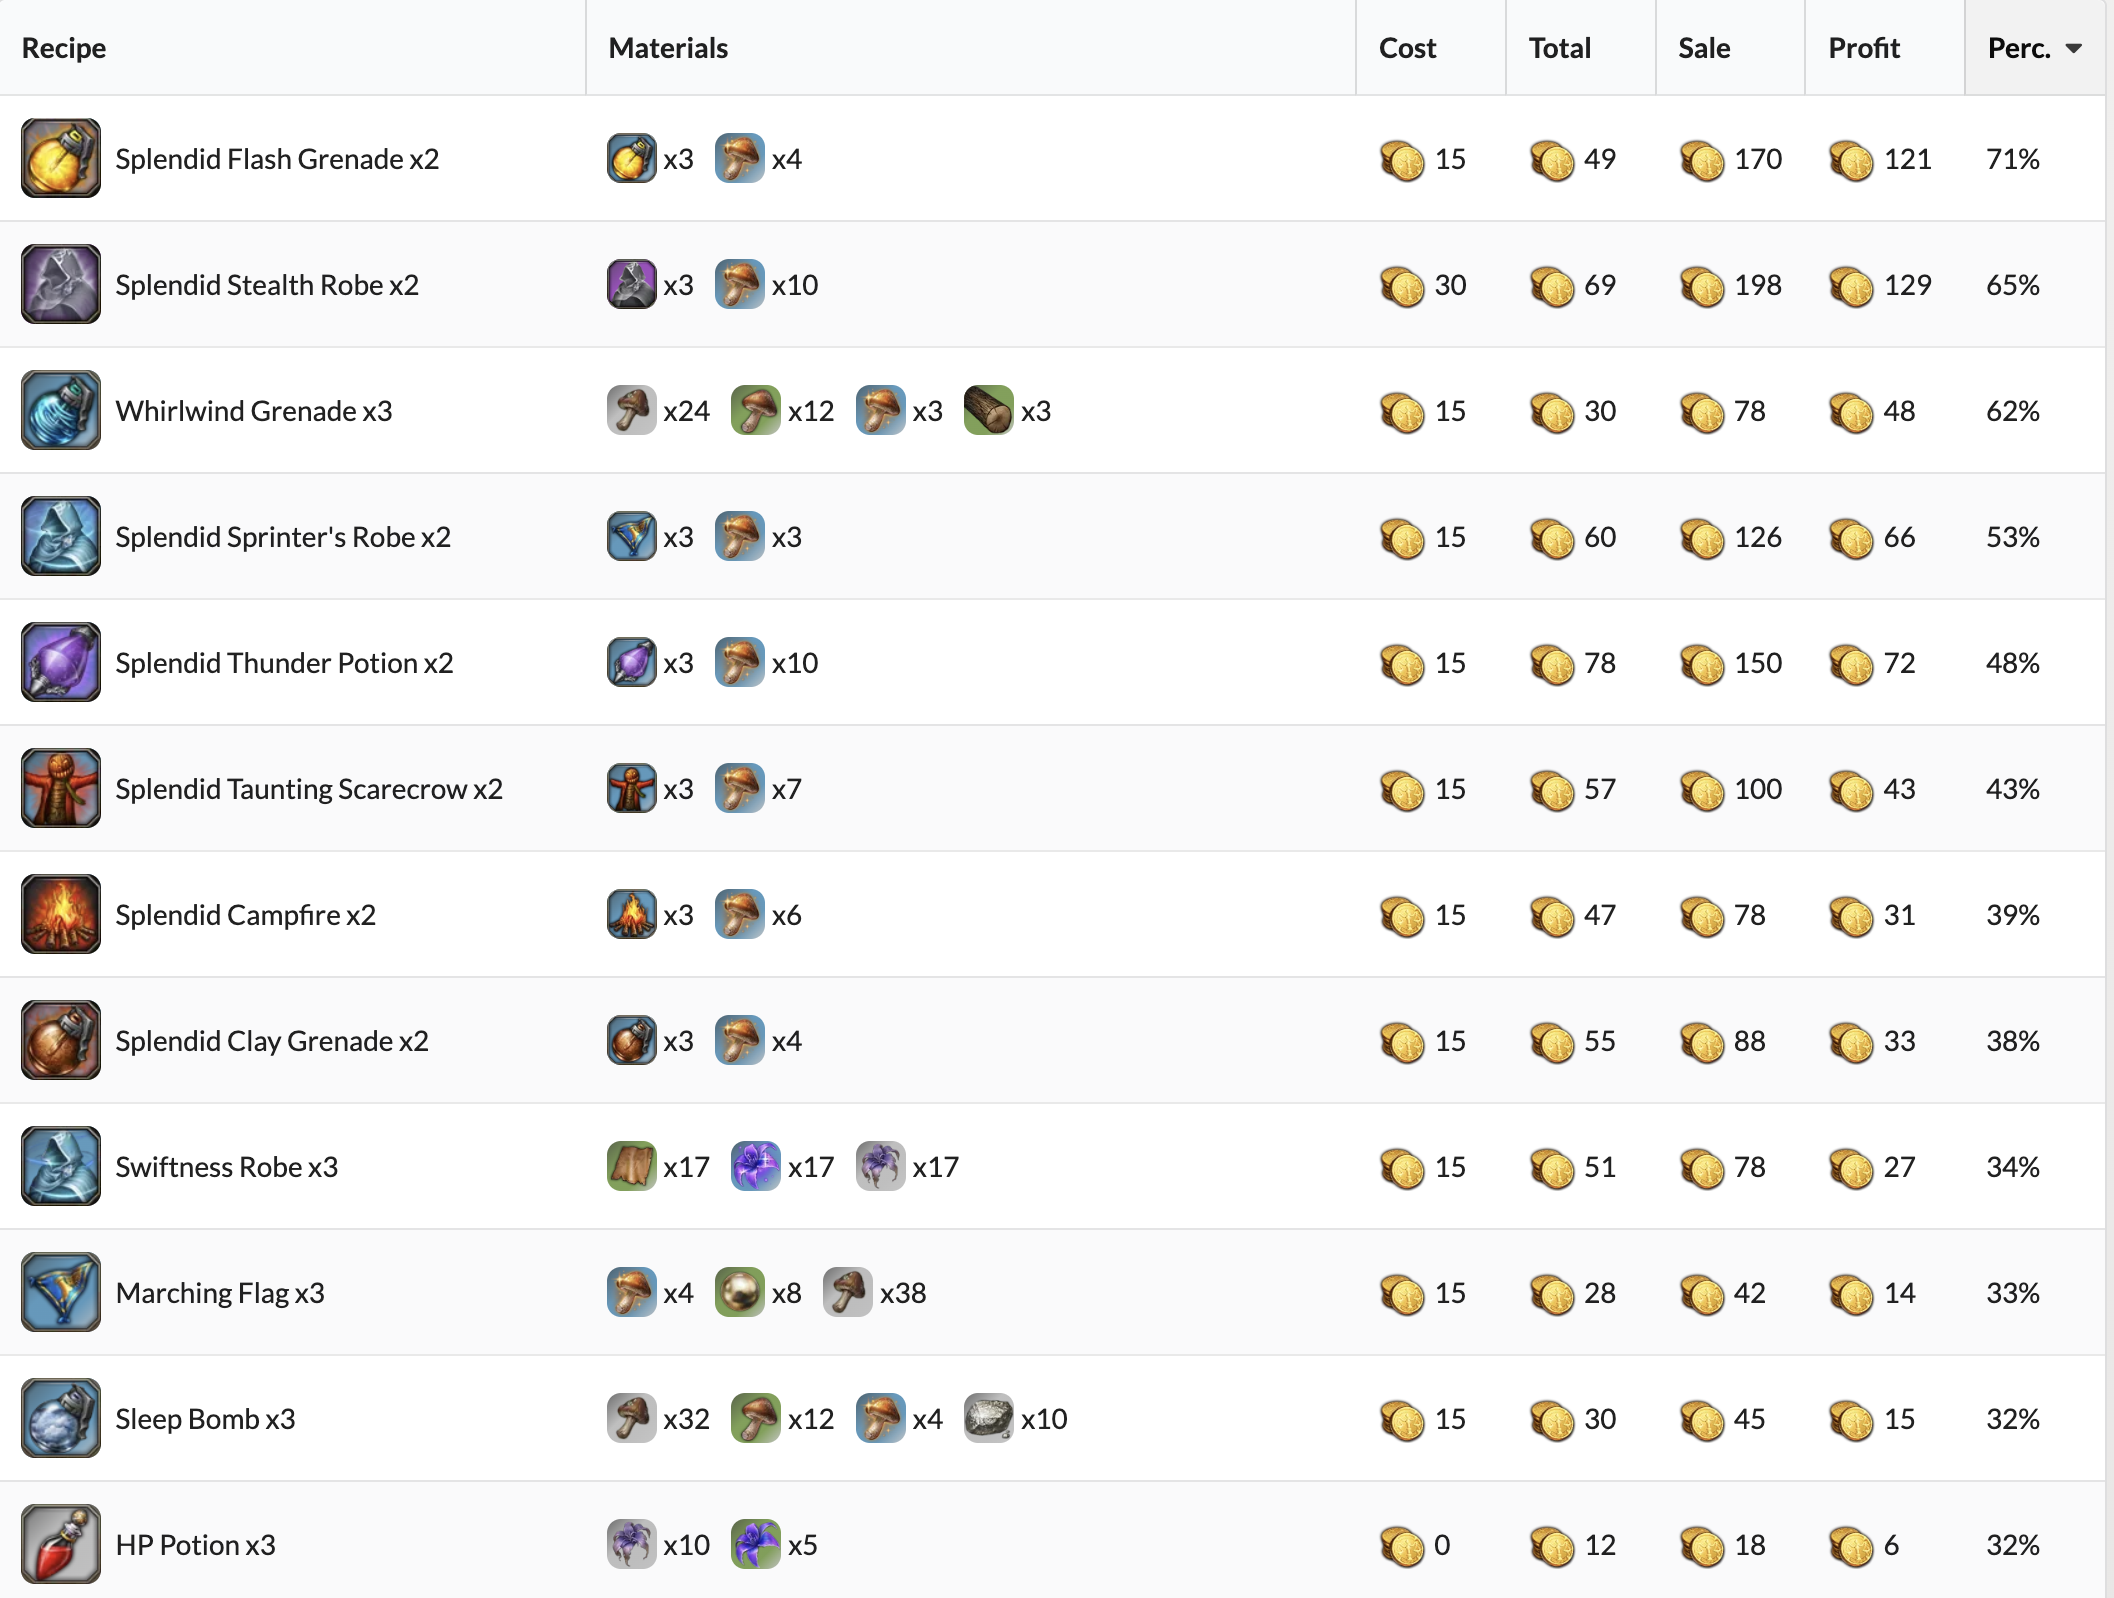 Recipe Materials Cost Total Sale Profit Perc.
Splendid Flash Grenade x2 x3 x4 15 49 170 121 71%
Splendid Stealth Robe x2 x3 x10 30 69 198 129 65%
Whirlwind Grenade x3 x24 x12 x3 x3 15 30 78 48 62%
Splendid Sprinter's Robe x2 x3 x3 15 60 126 66 53%
Splendid Thunder Potion x2 x3 x10 15 78 150 72 48%
Splendid Taunting Scarecrow x2 x3 x7 15 57 100 43 43%
Splendid Campfire x2 x3 x6 15 47 78 31 39%
Splendid Clay Grenade x2 x3 x4 15 55 88 33 38%
Swiftness Robe x3 x17 x17 x17 15 51 78 27 34%
Marching Flag x3 x4 x8 x38 15 28 42 14 33%
Sleep Bomb x3 x32 x12 x4 x10 15 30 45 15 32%
HP Potion x3 x10 x5 0 12 18 6 32%